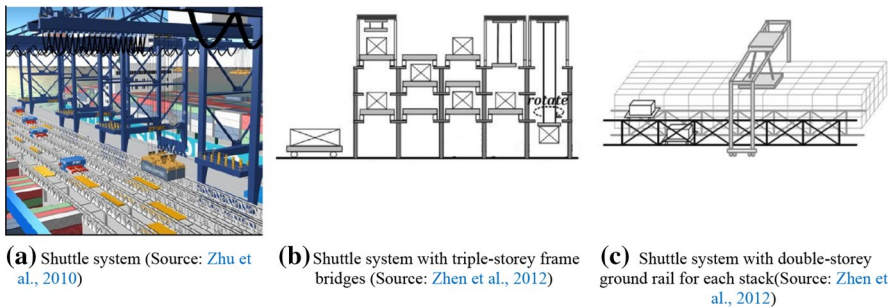 rotate
(a) Shuttle system (Source: Zhu et
al., 2010)
(b) Shuttle system with triple-storey frame
bridges (Source: Zhen et al., 2012)
(c) Shuttle system with double-storey
ground rail for each stack(Source: Zhen et
al., 2012)